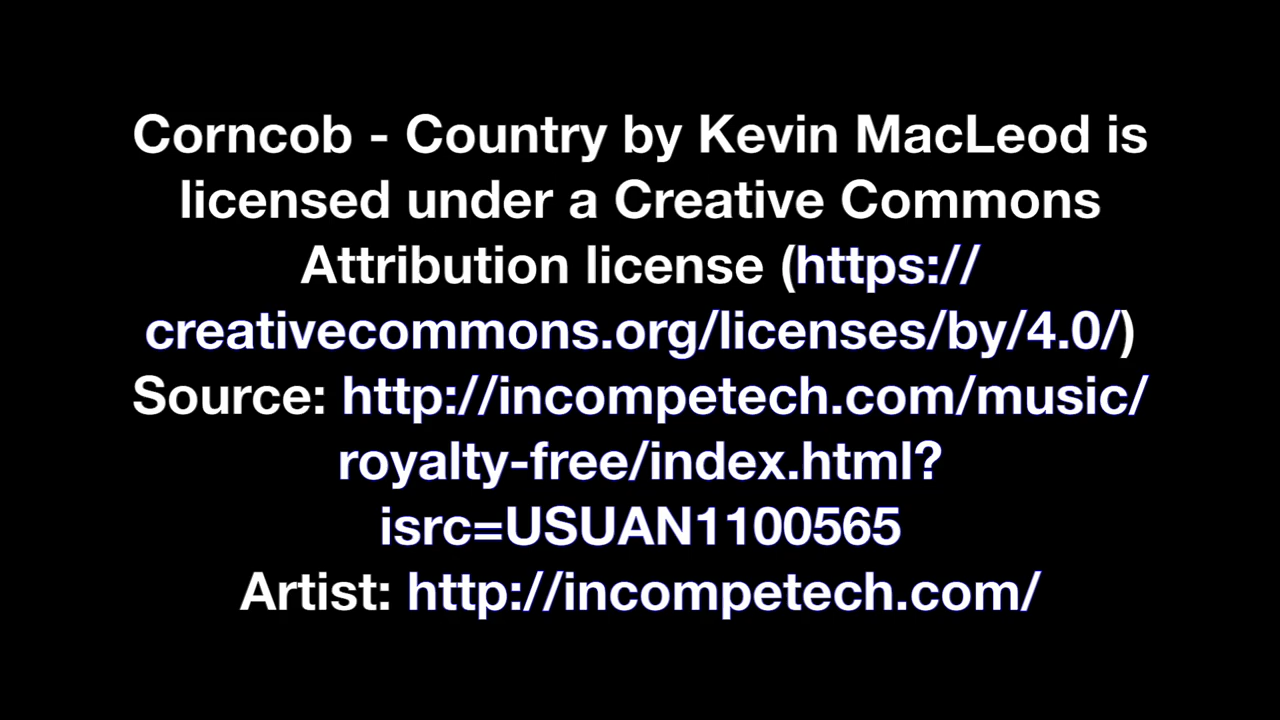 Corncob - Country by Kevin MacLeod is
licensed under a Creative Commons
Attribution license (https://
creativecommons.org/licenses/by/4.0/)
Source: http://incompetech.com/music/
royalty-free/index.html?
isrc=USUAN1100565
Artist: http://incompetech.com/